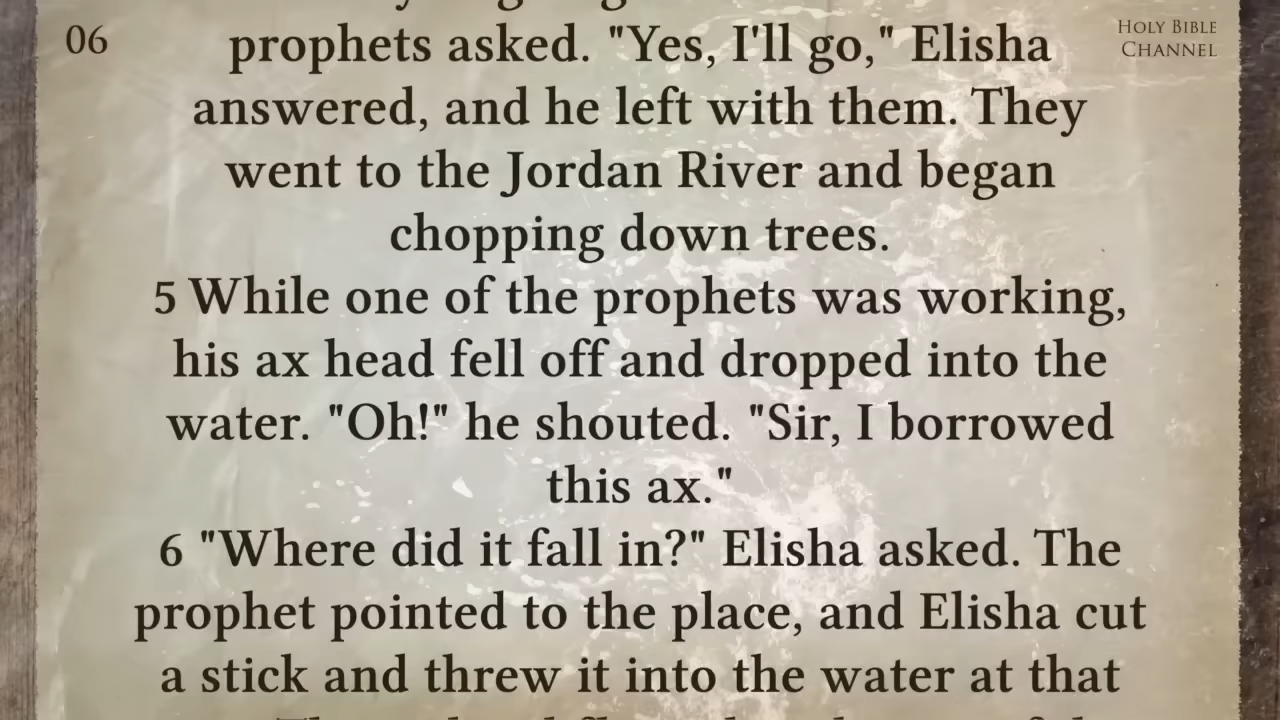 06
HOLY BIBLE
CHANNEL
prophets asked. "Yes, I'll go," Elisha
answered, and he left with them. They
went to the Jordan River and began
chopping down trees.
5 While one of the prophets was working,
his ax head fell off and dropped into the
water. "Oh!" he shouted. "Sir, I borrowed
this ax."
6 "Where did it fall in?" Elisha asked. The
prophet pointed to the place, and Elisha cut
a stick and threw it into the water at that